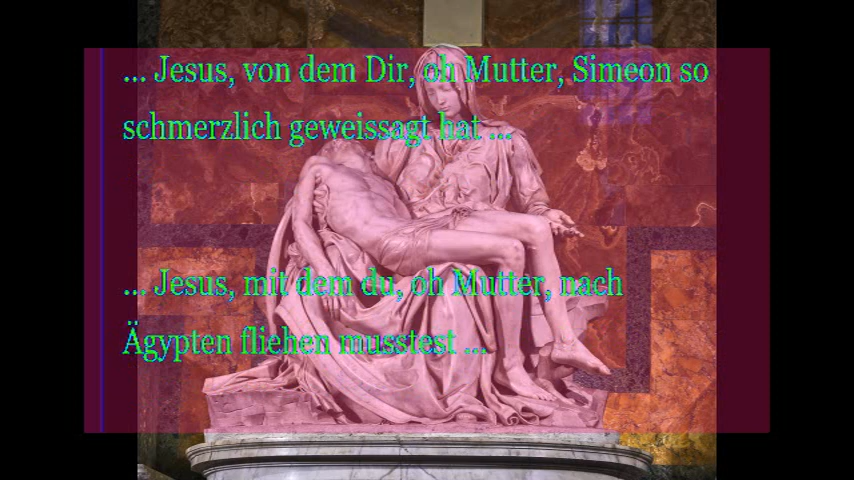 ... Jesus, von dem Dir, oh Mutter, Simeon so
schmerzlich geweissagt hat ...
... Jesus, mit dem du, oh Mutter, nach
Ägypten fliehen musstest ...